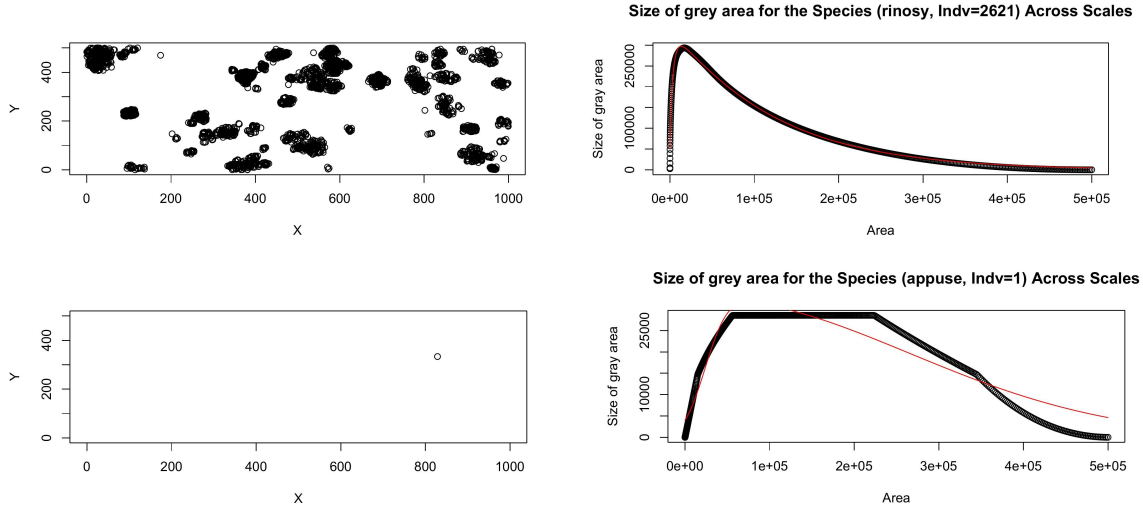 Size of grey area for the Species (rinosy, Indv=2621) Across Scales
Y
0 200 400
0 200 400 600 800 1000
X
Size of gray area
0 100000 250000
0e+00 1e+05 2e+05 3e+05 4e+05 5e+05
Area
Size of grey area for the Species (appuse, Indv=1) Across Scales
Y
0 200 400
0 200 400 600 800 1000
X
Size of gray area
0 10000 25000
0e+00 1e+05 2e+05 3e+05 4e+05 5e+05
Area